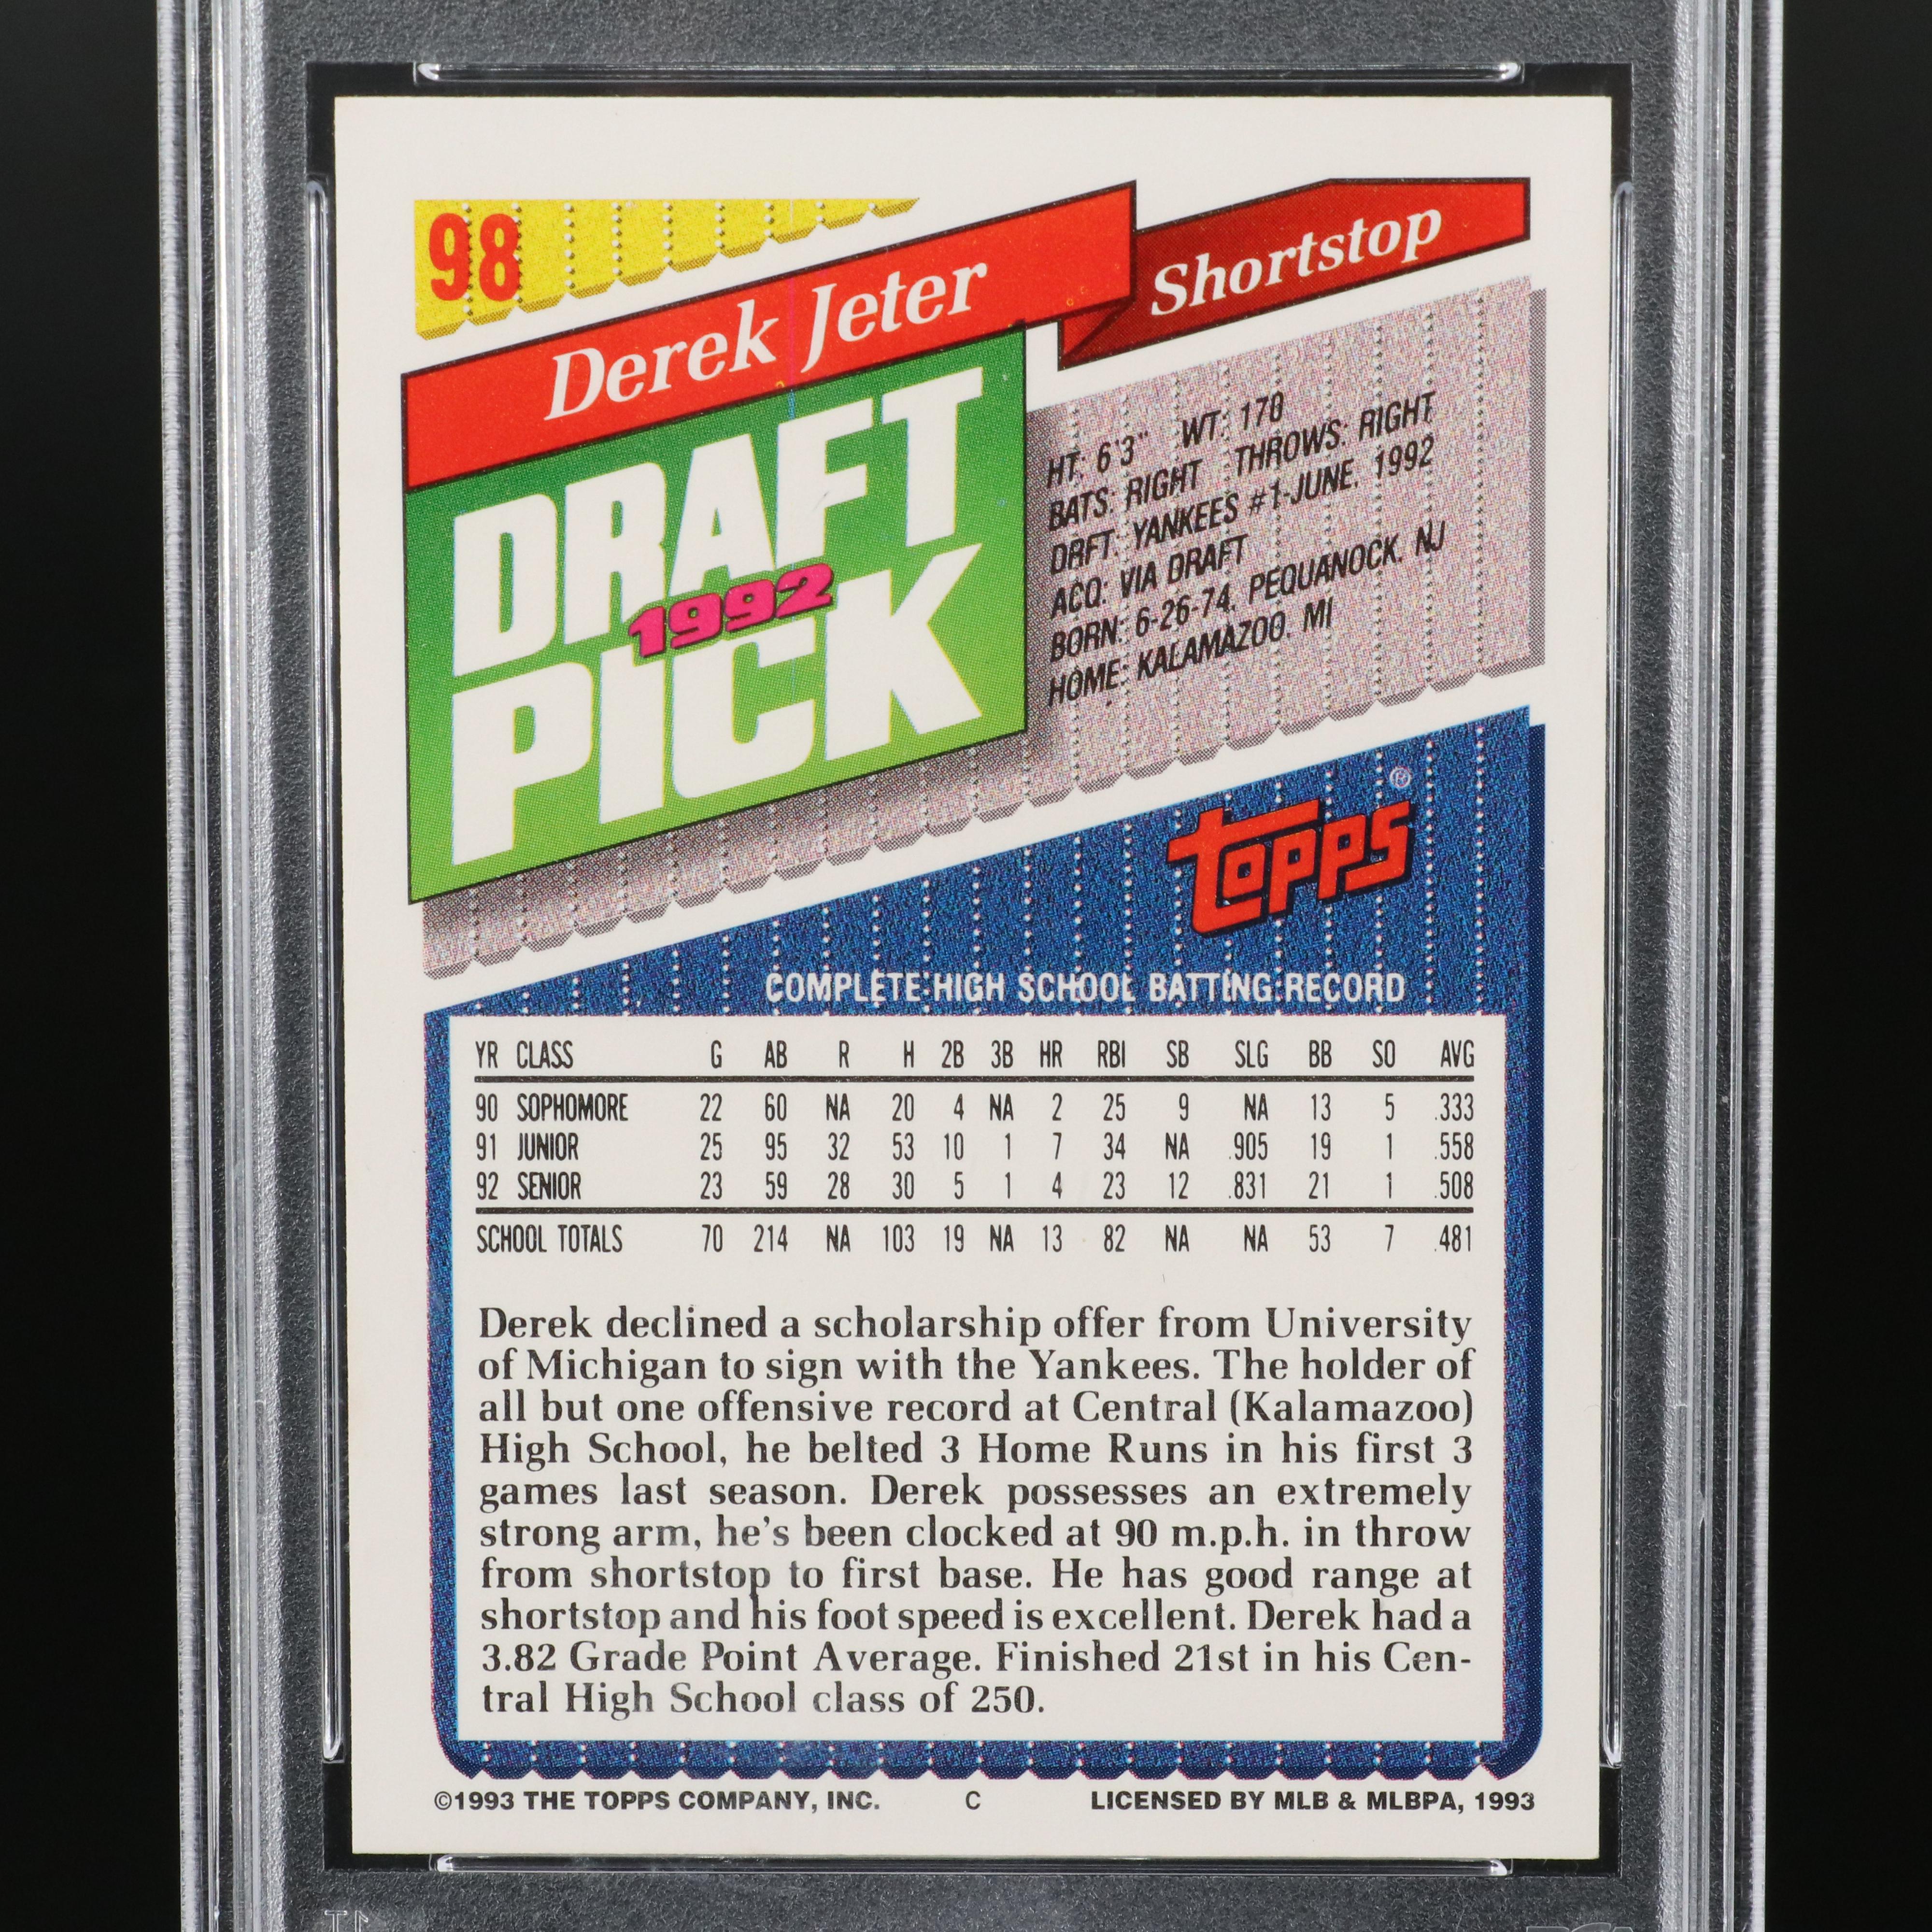 98
Derek Jeter
Shortstop
DRAFT
1992
PICK
HT: 6'3" WT: 170
BATS: RIGHT THROWS: RIGHT
DRFT: YANKEES #1-JUNE, 1992
ACQ: VIA DRAFT
BORN: 6-26-74, PEQUANOCK, NJ
HOME: KALAMAZOO, MI
topps®
COMPLETE HIGH SCHOOL BATTING RECORD
YR CLASS G AB R H 2B 3B HR RBI SB SLG BB SO AVG
90 SOPHOMORE 22 60 NA 20 4 NA 2 25 9 NA 13 5 .333
91 JUNIOR 25 95 32 53 10 1 7 34 NA .905 19 1 .558
92 SENIOR 23 59 28 30 5 1 4 23 12 .831 21 1 .508
SCHOOL TOTALS 70 214 NA 103 19 NA 13 82 NA NA 53 7 .481
Derek declined a scholarship offer from University
of Michigan to sign with the Yankees. The holder of
all but one offensive record at Central (Kalamazoo)
High School, he belted 3 Home Runs in his first 3
games last season. Derek possesses an extremely
strong arm, he's been clocked at 90 m.p.h. in throw
from shortstop to first base. He has good range at
shortstop and his foot speed is excellent. Derek had a
3.82 Grade Point Average. Finished 21st in his Cen-
tral High School class of 250.
©1993 THE TOPPS COMPANY, INC. C LICENSED BY MLB & MLBPA, 1993